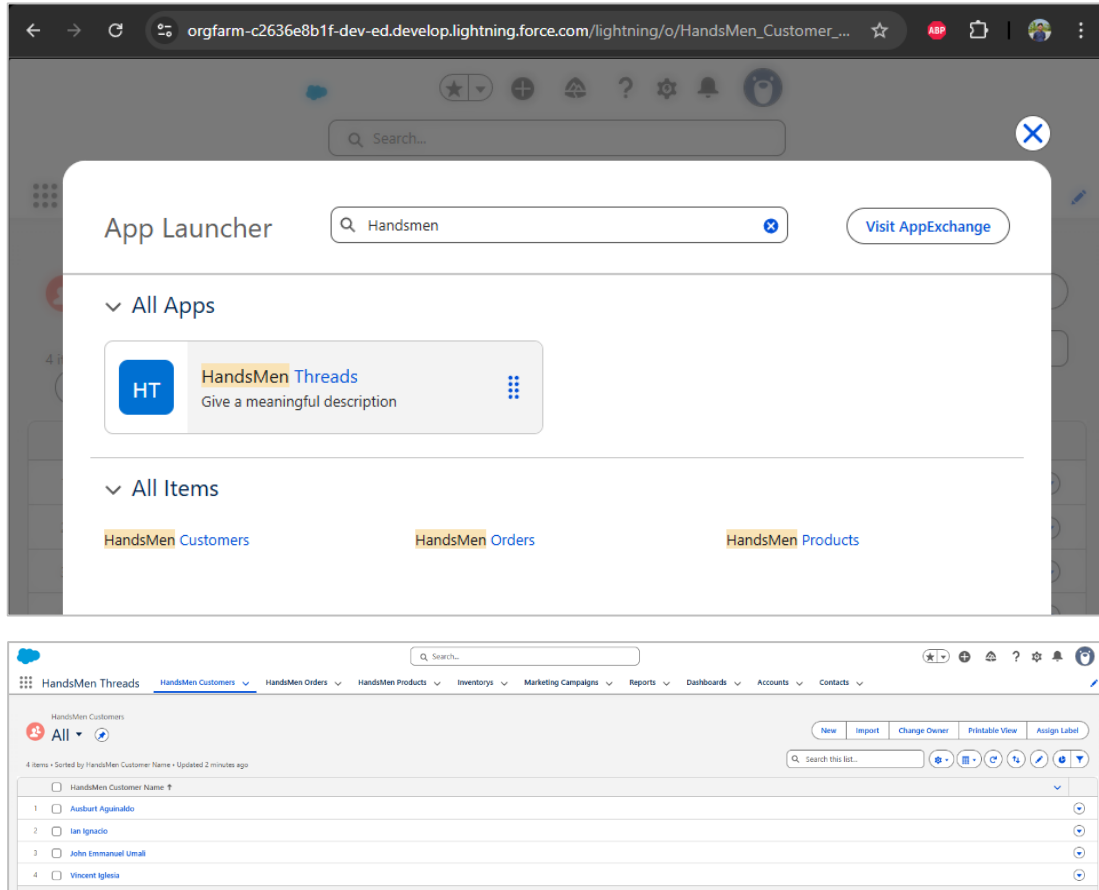 orgfarm-c2636e8b1f-dev-ed.develop.lightning.force.com/lightning/o/HandsMen_Customer_...
ABP
Search...
App Launcher
Handsmen
Visit AppExchange
All Apps
HT
HandsMen Threads
Give a meaningful description
4 it
All Items
HandsMen Customers HandsMen Orders HandsMen Products
Search...
HandsMen Threads HandsMen Customers HandsMen Orders HandsMen Products Inventorys Marketing Campaigns Reports Dashboards Accounts Contacts
HandsMen Customers
All
New Import Change Owner Printable View Assign Label
4 items • Sorted by HandsMen Customer Name • Updated 2 minutes ago
Search this list...
HandsMen Customer Name
1 Ausburt Aguinaldo
2 Ian Ignacio
3 John Emmanuel Umali
4 Vincent Iglesia